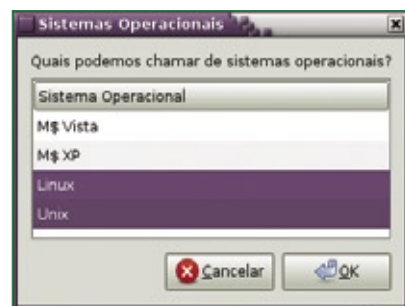 Sistemas Operacionais
Quais podemos chamar de sistemas operacionais?
Sistema Operacional
M$ Vista
M$ XP
Linux
Unix
Cancelar
OK